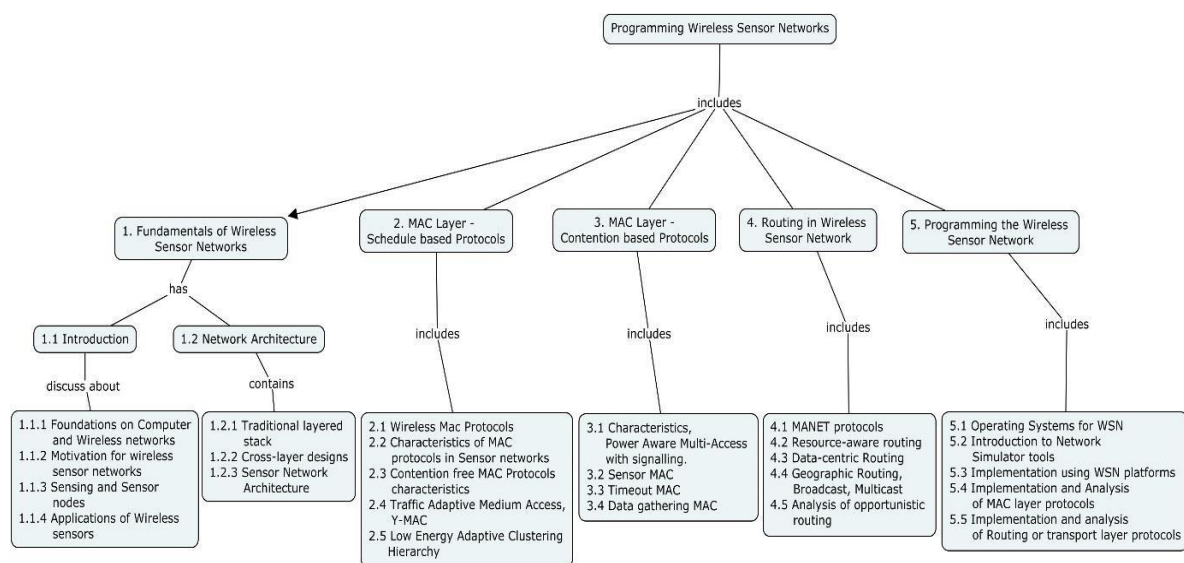 Programming Wireless Sensor Networks
includes
1. Fundamentals of Wireless
Sensor Networks
2. MAC Layer -
Schedule based Protocols
3. MAC Layer -
Contention based Protocols
4. Routing in Wireless
Sensor Network
5. Programming the Wireless
Sensor Network
has
includes
includes
includes
includes
1.1 Introduction
1.2 Network Architecture
discuss about
contains
1.1.1 Foundations on Computer
and Wireless networks
1.1.2 Motivation for wireless
sensor networks
1.1.3 Sensing and Sensor
nodes
1.1.4 Applications of Wireless
sensors
1.2.1 Traditional layered
stack
1.2.2 Cross-layer designs
1.2.3 Sensor Network
Architecture
2.1 Wireless Mac Protocols
2.2 Characteristics of MAC
protocols in Sensor networks
2.3 Contention free MAC Protocols
characteristics
2.4 Traffic Adaptive Medium Access,
Y-MAC
2.5 Low Energy Adaptive Clustering
Hierarchy
3.1 Characteristics,
Power Aware Multi-Access
with signalling.
3.2 Sensor MAC
3.3 Timeout MAC
3.4 Data gathering MAC
4.1 MANET protocols
4.2 Resource-aware routing
4.3 Data-centric Routing
4.4 Geographic Routing,
Broadcast, Multicast
4.5 Analysis of opportunistic
routing
5.1 Operating Systems for WSN
5.2 Introduction to Network
Simulator tools
5.3 Implementation using WSN platforms
5.4 Implementation and Analysis
of MAC layer protocols
5.5 Implementation and analysis
of Routing or transport layer protocols